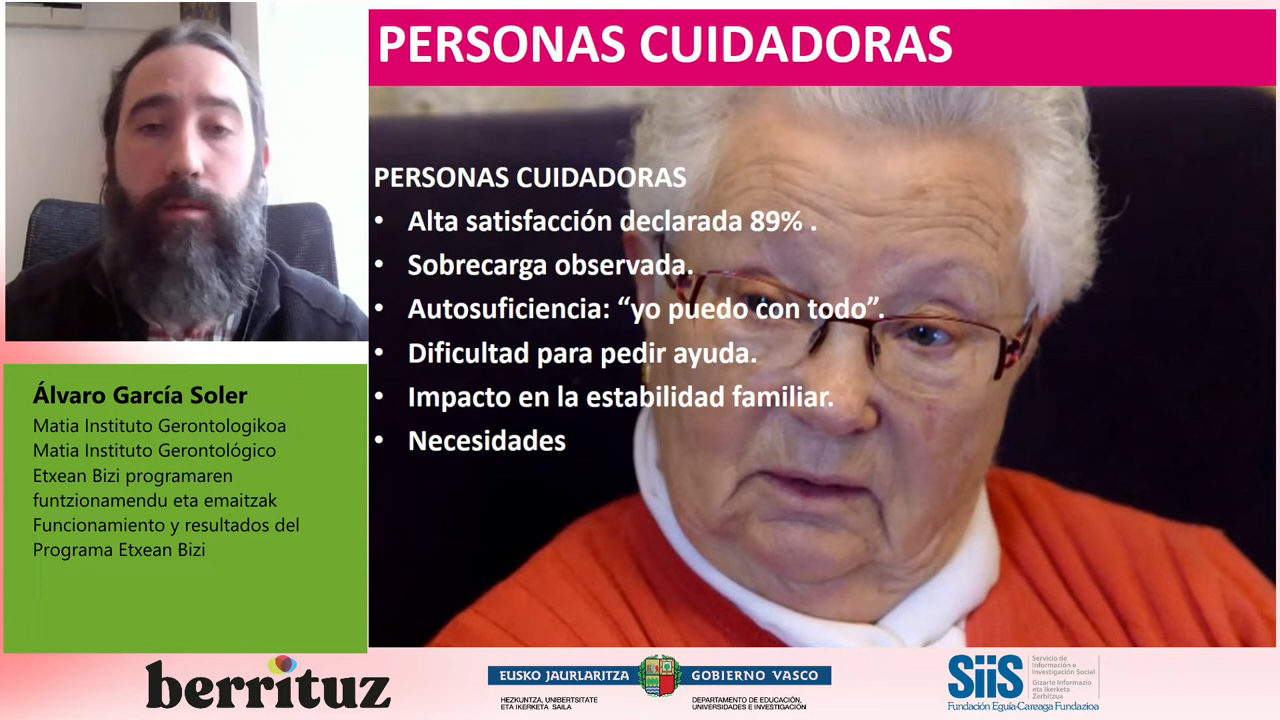 PERSONAS CUIDADORAS
PERSONAS CUIDADORAS
• Alta satisfacción declarada 89% .
• Sobrecarga observada.
• Autosuficiencia: “yo puedo con todo”.
• Dificultad para pedir ayuda.
• Impacto en la estabilidad familiar.
• Necesidades
Álvaro García Soler
Matia Instituto Gerontologikoa
Matia Instituto Gerontológico
Etxean Bizi programaren
funtzionamendu eta emaitzak
Funcionamiento y resultados del
Programa Etxean Bizi
berrituz
EUSKO JAURLARITZA
GOBIERNO VASCO
HEZKUNTZA, UNIBERTSITATE
ETA IKERKETA SAILA
DEPARTAMENTO DE EDUCACIÓN,
UNIVERSIDADES E INVESTIGACIÓN
SiiS
Servicio de
Información e
Investigación Social
Gizarte Informazio
eta Ikerketa
Zerbitzua
Fundación Eguía-Careaga Fundazioa